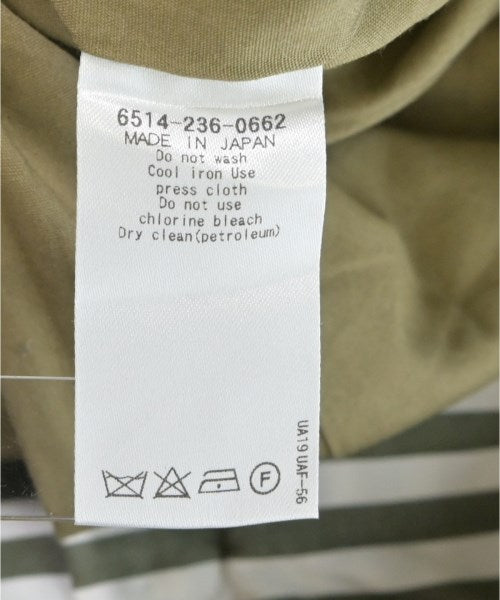 6514-236-0662
MADE IN JAPAN
Do not wash
Cool iron Use
press cloth
Do not use
chlorine bleach
Dry clean(petroleum)
UA19 UAF-56
F